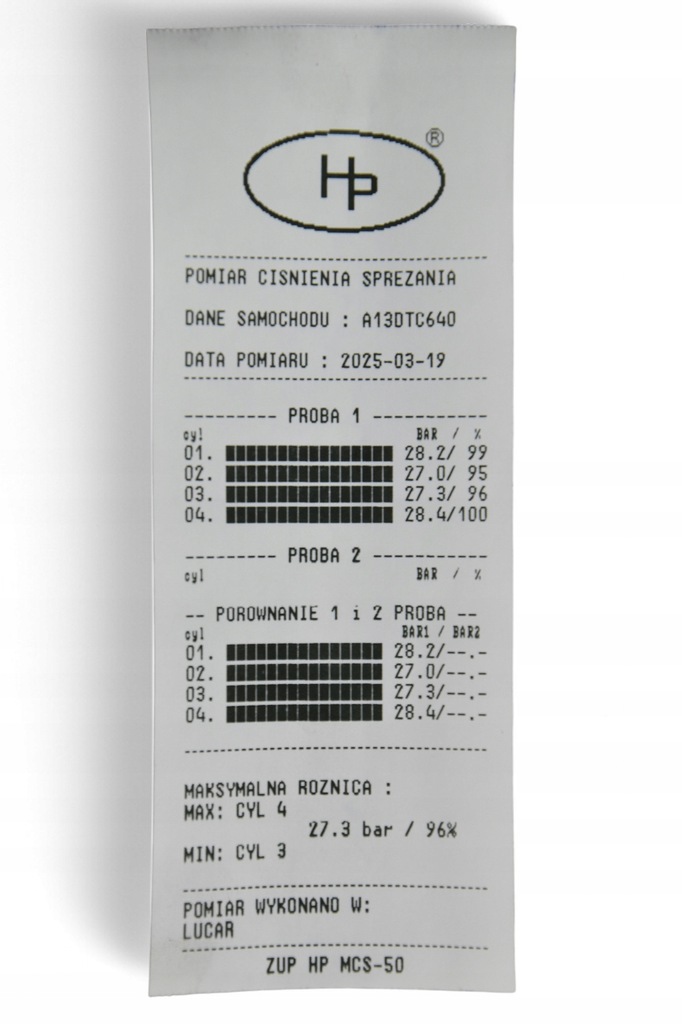 HP ®
POMIAR CISNIENIA SPREZANIA
DANE SAMOCHODU : A13DTC640
DATA POMIARU : 2025-03-19
--------- PROBA 1 -----------
cyl BAR / %
01. 28.2/ 99
02. 27.0/ 95
03. 27.3/ 96
04. 28.4/100
--------- PROBA 2 -----------
cyl BAR / %
-- POROWNANIE 1 i 2 PROBA --
cyl BAR1 / BAR2
01. 28.2/--.-
02. 27.0/--.-
03. 27.3/--.-
04. 28.4/--.-
MAKSYMALNA ROZNICA :
MAX: CYL 4
27.3 bar / 96%
MIN: CYL 3
POMIAR WYKONANO W:
LUCAR
ZUP HP MCS-50